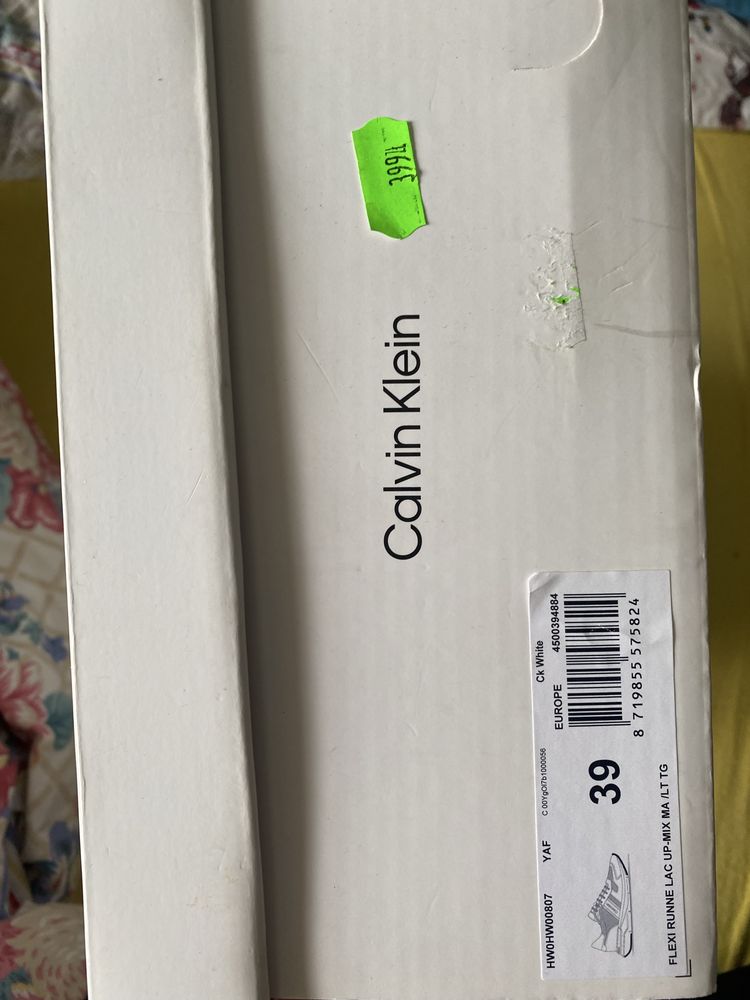 399zł
Calvin Klein
HW0HW00807 YAF Ck White
EUROPE 4500394884
39
8 719855 575824
FLEXI RUNNE LAC UP-MIX MA /LT TG